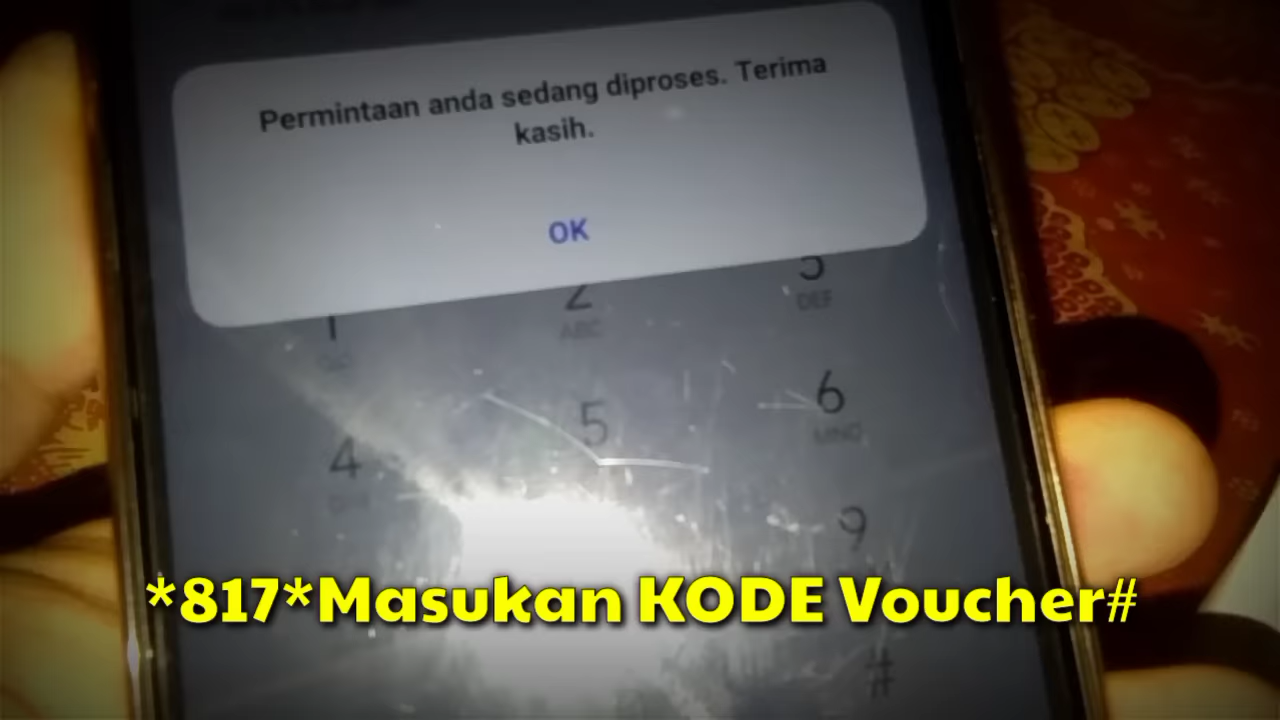 Permintaan anda sedang diproses. Terima
kasih.
OK
1
2
ABC
3
DEF
4
5
6
MNO
9
#
*817*Masukan KODE Voucher#